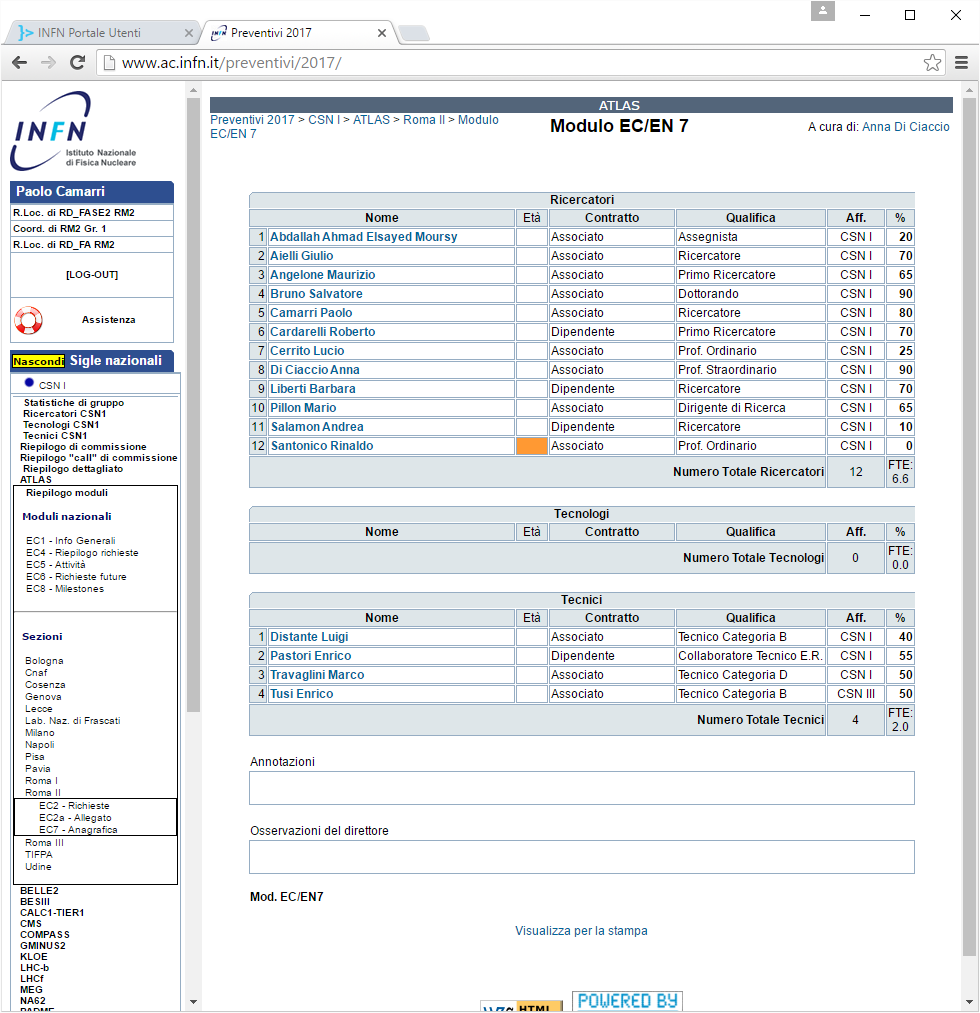 INFN Portale Utenti
Preventivi 2017
www.ac.infn.it/preventivi/2017/
INFN
Istituto Nazionale
di Fisica Nucleare
Paolo Camarri
R.Loc. di RD_FASE2 RM2
Coord. di RM2 Gr. 1
R.Loc. di RD_FA RM2
[LOG-OUT]
Assistenza
Nascondi Sigle nazionali
CSN I
Statistiche di gruppo
Ricercatori CSN1
Tecnologi CSN1
Tecnici CSN1
Riepilogo di commissione
Riepilogo "call" di commissione
Riepilogo dettagliato
ATLAS
Riepilogo moduli
Moduli nazionali
EC1 - Info Generali
EC4 - Riepilogo richieste
EC5 - Attività
EC6 - Richieste future
EC8 - Milestones
Sezioni
Bologna
Cnaf
Cosenza
Genova
Lecce
Lab. Naz. di Frascati
Milano
Napoli
Pisa
Pavia
Roma I
Roma II
EC2 - Richieste
EC2a - Allegato
EC7 - Anagrafica
Roma III
TIFPA
Udine
BELLE2
BESIII
CALC1-TIER1
CMS
COMPASS
GMINUS2
KLOE
LHC-b
LHCf
MEG
NA62
PADME
ATLAS
Preventivi 2017 > CSN I > ATLAS > Roma II > Modulo
EC/EN 7
Modulo EC/EN 7
A cura di: Anna Di Ciaccio
Ricercatori
Nome Età Contratto Qualifica Aff. %
1 Abdallah Ahmad Elsayed Moursy Associato Assegnista CSN I 20
2 Aielli Giulio Associato Ricercatore CSN I 70
3 Angelone Maurizio Associato Primo Ricercatore CSN I 65
4 Bruno Salvatore Associato Dottorando CSN I 90
5 Camarri Paolo Associato Ricercatore CSN I 80
6 Cardarelli Roberto Dipendente Primo Ricercatore CSN I 70
7 Cerrito Lucio Associato Prof. Ordinario CSN I 25
8 Di Ciaccio Anna Associato Prof. Straordinario CSN I 90
9 Liberti Barbara Dipendente Ricercatore CSN I 70
10 Pillon Mario Associato Dirigente di Ricerca CSN I 65
11 Salamon Andrea Dipendente Ricercatore CSN I 10
12 Santonico Rinaldo Associato Prof. Ordinario CSN I 0
Numero Totale Ricercatori 12 FTE:
6.6
Tecnologi
Nome Età Contratto Qualifica Aff. %
Numero Totale Tecnologi 0 FTE:
0.0
Tecnici
Nome Età Contratto Qualifica Aff. %
1 Distante Luigi Associato Tecnico Categoria B CSN I 40
2 Pastori Enrico Dipendente Collaboratore Tecnico E.R. CSN I 55
3 Travaglini Marco Associato Tecnico Categoria D CSN I 50
4 Tusi Enrico Associato Tecnico Categoria B CSN III 50
Numero Totale Tecnici 4 FTE:
2.0
Annotazioni
Osservazioni del direttore
Mod. EC/EN7
Visualizza per la stampa
W3C HTML
POWERED BY